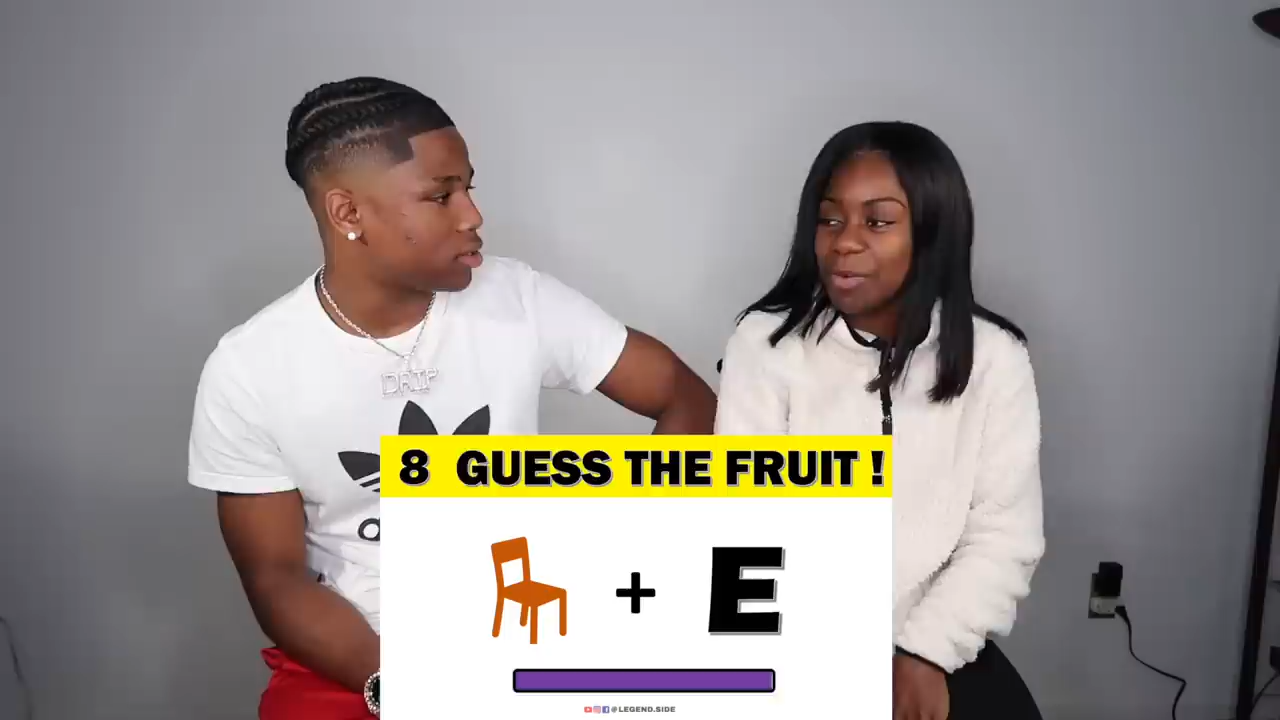 DRIP
8 GUESS THE FRUIT !
+ E
@LEGEND.SIDE